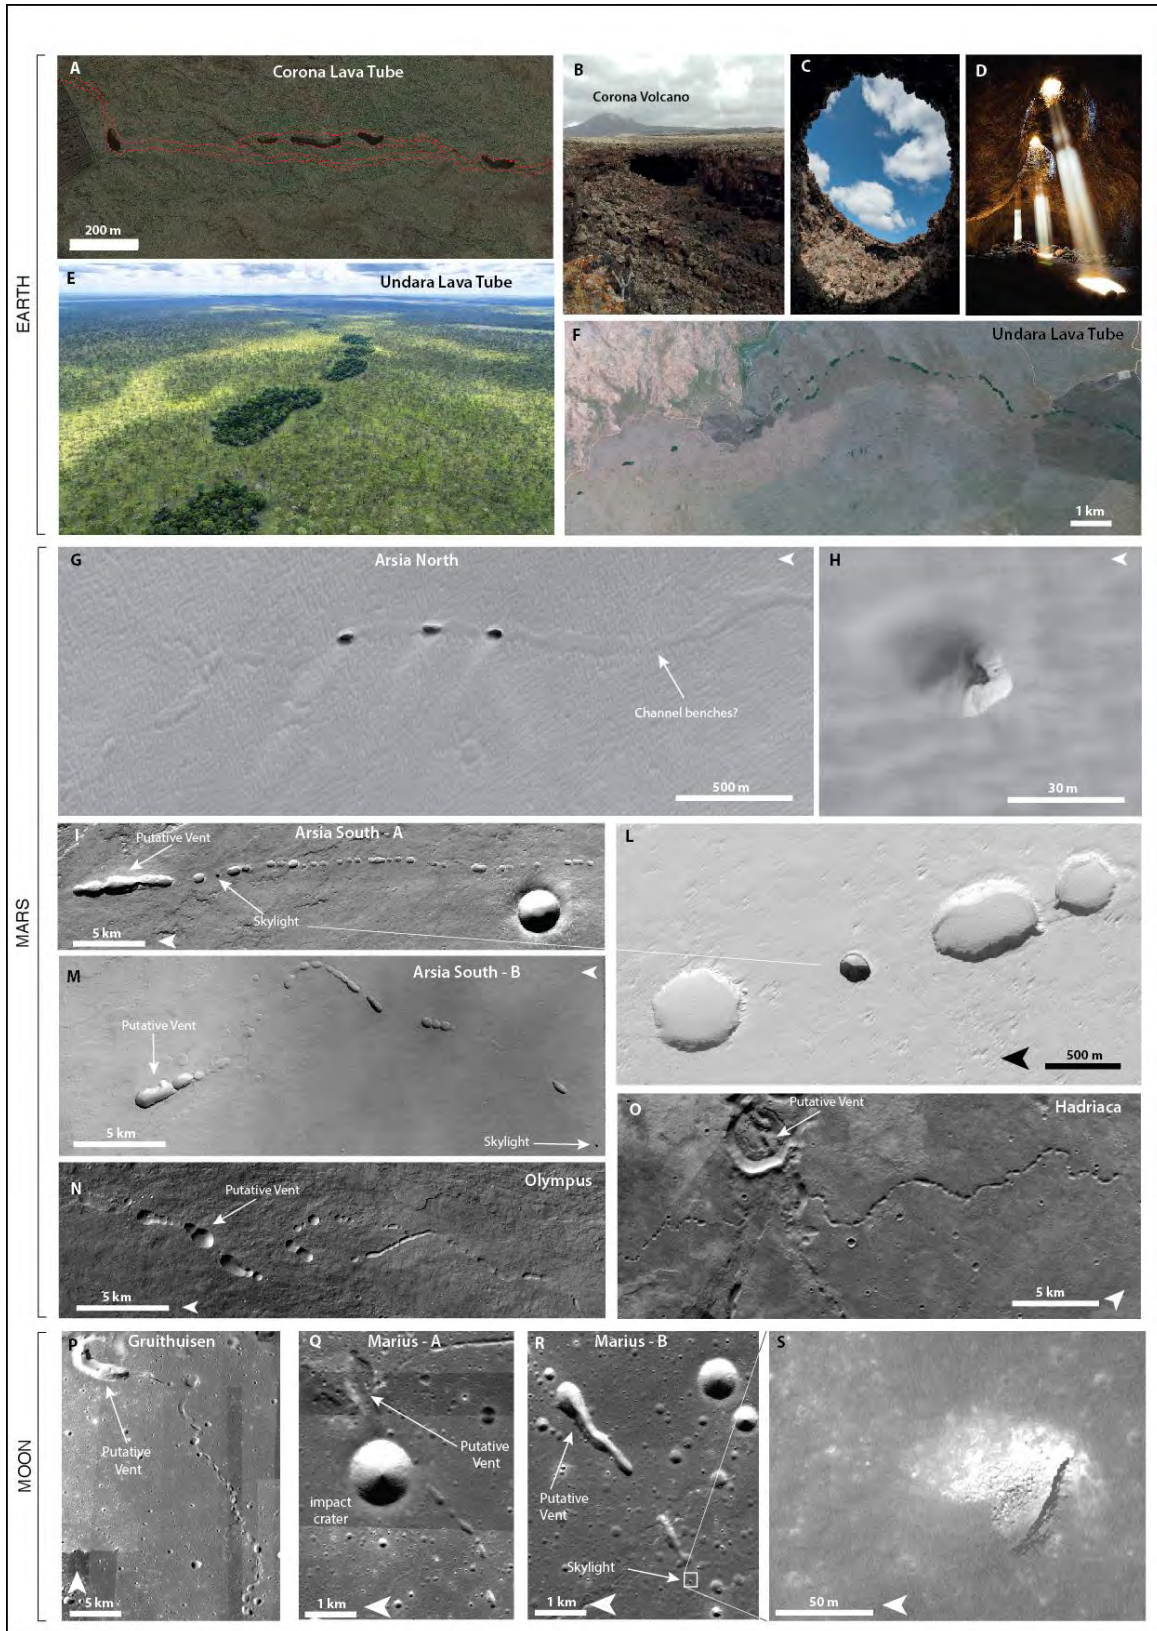 EARTH
A
Corona Lava Tube
200 m
B
Corona Volcano
C
D
E
Undara Lava Tube
F
Undara Lava Tube
1 km
MARS
G
Arsia North
Channel benches?
500 m
H
30 m
I
Arsia South - A
Putative Vent
Skylight
5 km
L
500 m
M
Arsia South - B
Putative Vent
5 km
Skylight
N
Olympus
Putative Vent
5 km
O
Putative Vent
Hadriaca
5 km
MOON
P
Gruithuisen
Putative
Vent
5 km
Q
Marius - A
Putative
Vent
impact
crater
1 km
R
Marius - B
Putative
Vent
Skylight
1 km
S
50 m